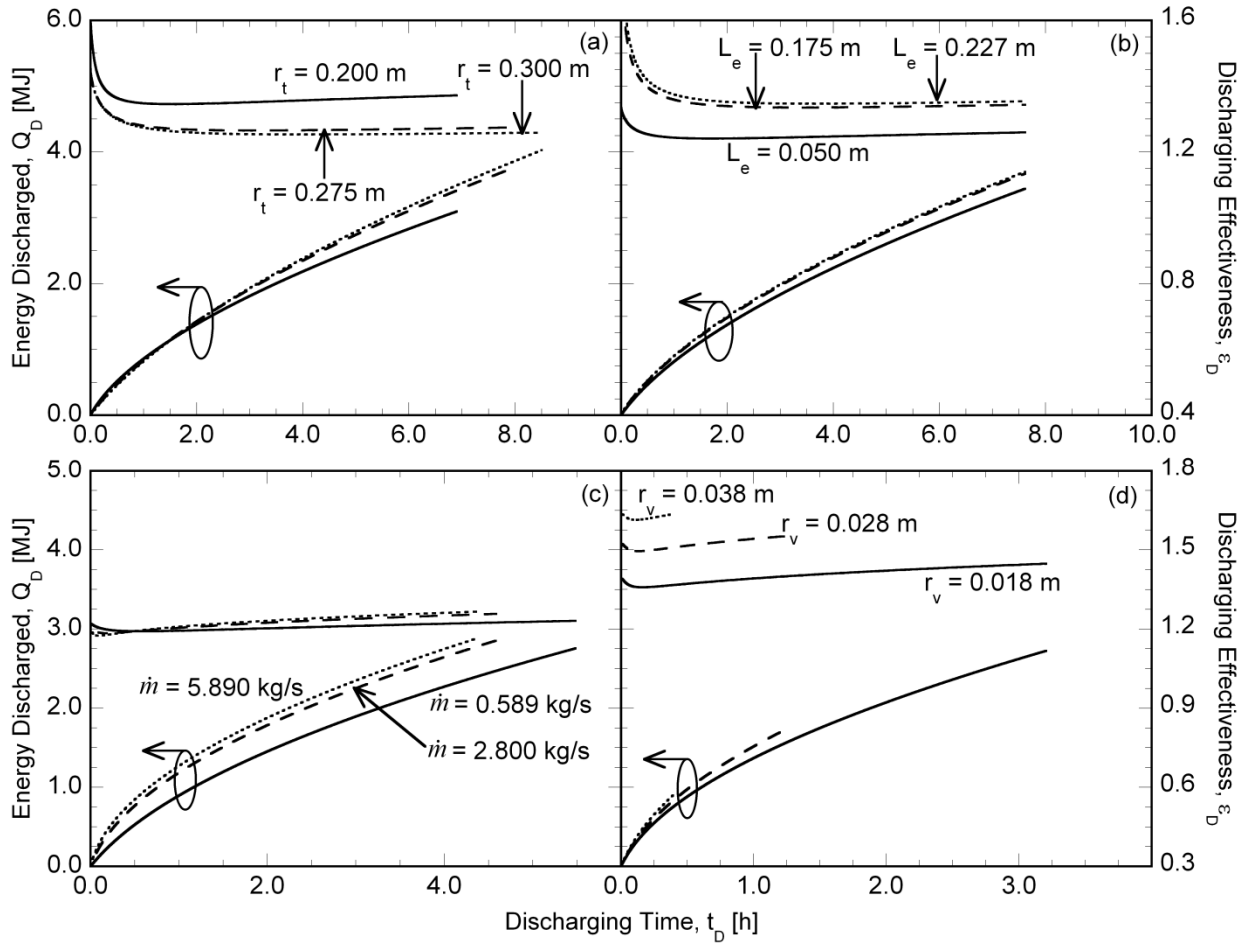 6.0
(a)
r_t = 0.200 m
r_t = 0.300 m
4.0
r_t = 0.275 m
2.0
0.0
0.0 2.0 4.0 6.0 8.0
Energy Discharged, Q_D [MJ]
(b)
1.6
L_e = 0.175 m
L_e = 0.227 m
1.2
L_e = 0.050 m
0.8
0.4
0.0 2.0 4.0 6.0 8.0 10.0
Discharging Effectiveness, ε_D
5.0
(c)
4.0
3.0
ṁ = 5.890 kg/s
ṁ = 0.589 kg/s
2.0
ṁ = 2.800 kg/s
1.0
0.0
0.0 2.0 4.0
Energy Discharged, Q_D [MJ]
(d)
1.8
r_v = 0.038 m
r_v = 0.028 m
1.5
r_v = 0.018 m
1.2
0.9
0.6
0.3
0.0 1.0 2.0 3.0
Discharging Effectiveness, ε_D
Discharging Time, t_D [h]